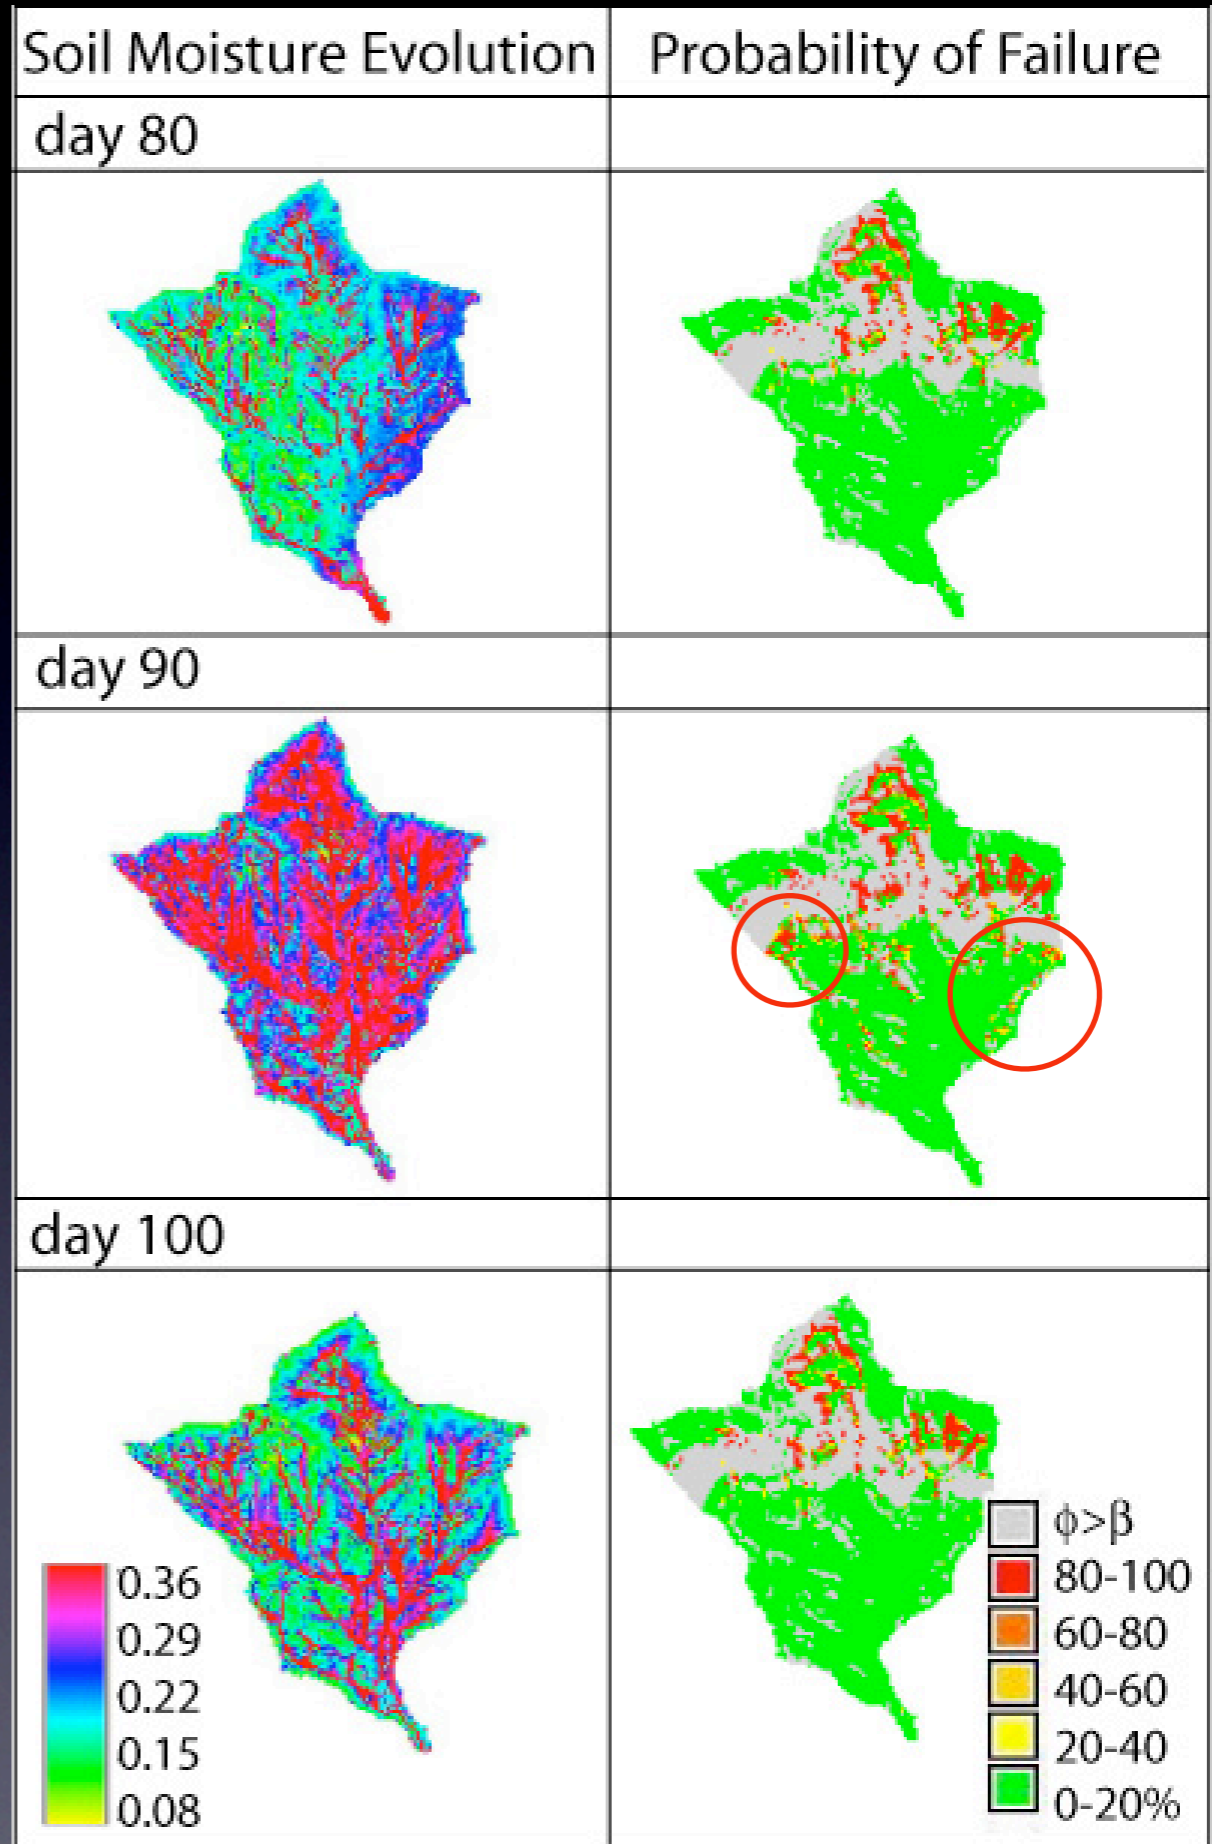 Soil Moisture Evolution
Probability of Failure
day 80
day 90
day 100
0.36
0.29
0.22
0.15
0.08
ϕ>β
80-100
60-80
40-60
20-40
0-20%